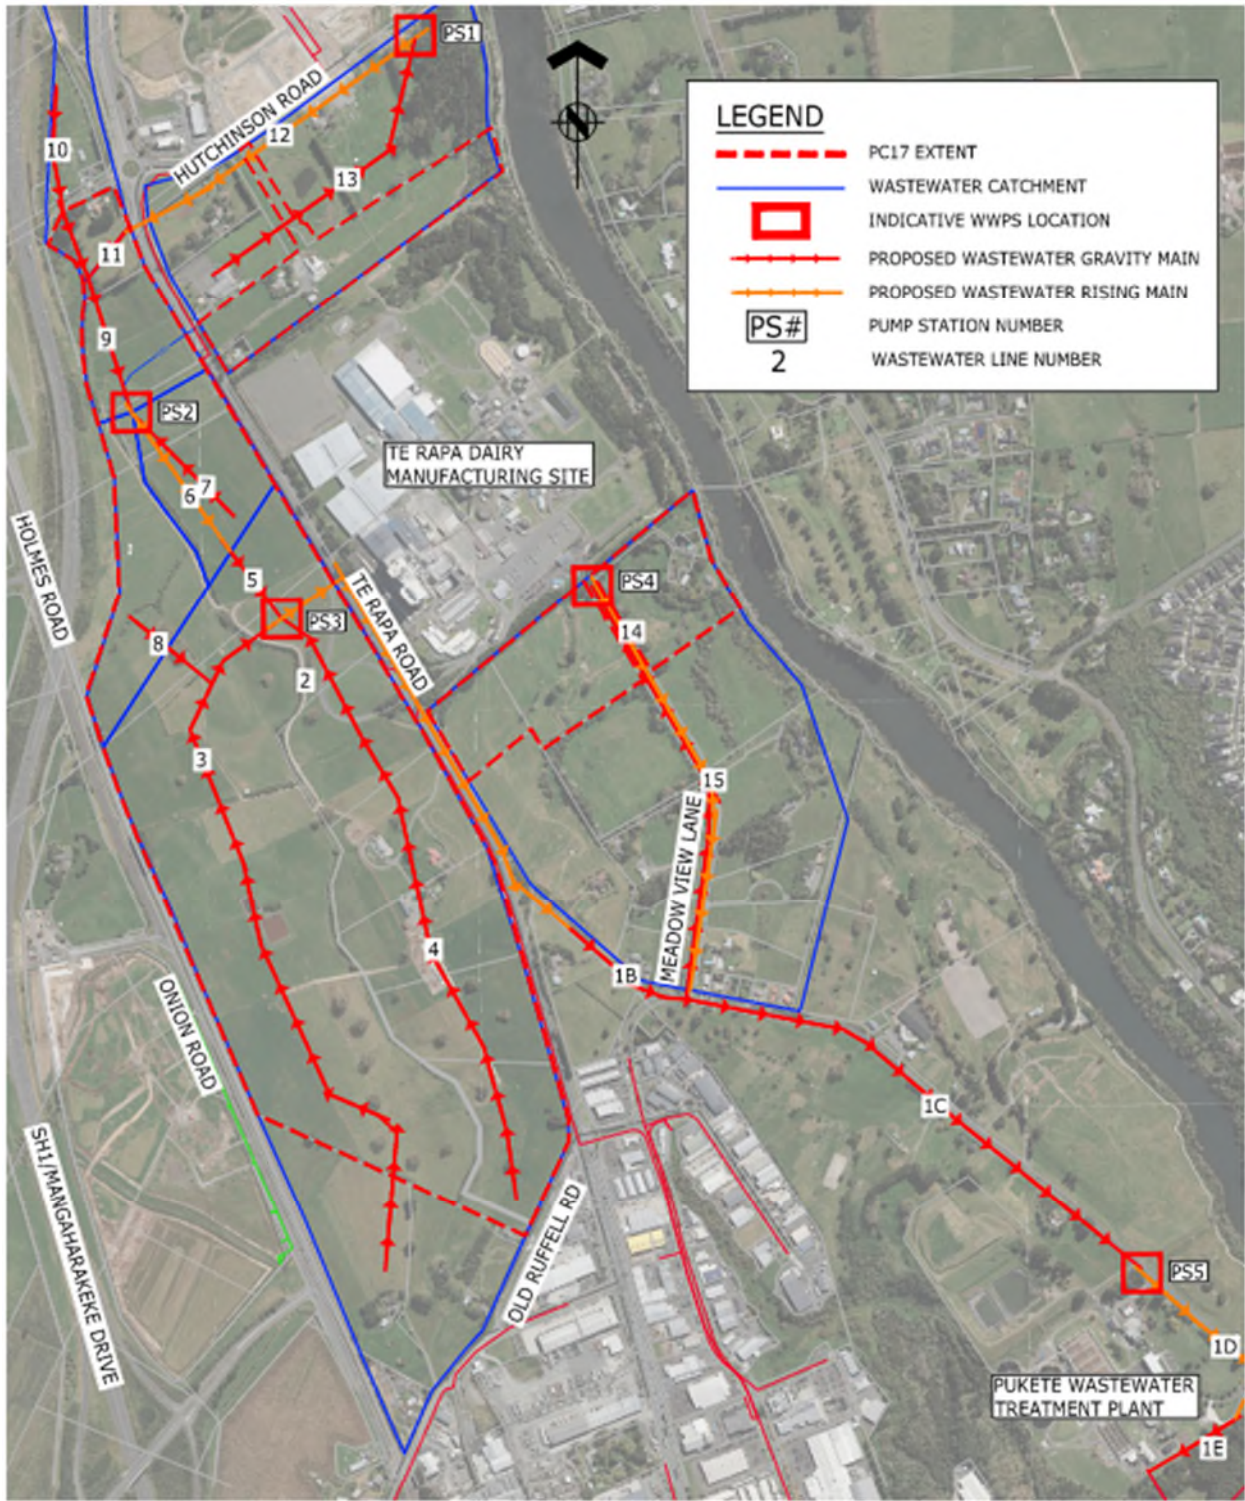 PS1
HUTCHINSON ROAD
12
10
13
11
9
PS2
LEGEND
PC17 EXTENT
WASTEWATER CATCHMENT
INDICATIVE WWPS LOCATION
PROPOSED WASTEWATER GRAVITY MAIN
PROPOSED WASTEWATER RISING MAIN
PS# PUMP STATION NUMBER
2 WASTEWATER LINE NUMBER
TE RAPA DAIRY
MANUFACTURING SITE
7
6
HOLMES ROAD
5
PS3
TE RAPA ROAD
PS4
14
8
2
3
15
MEADOW VIEW LANE
4
1B
ONION ROAD
1C
SH1/MANGAHARAKEKE DRIVE
OLD RUFFELL RD
PS5
1D
PUKETE WASTEWATER
TREATMENT PLANT
1E